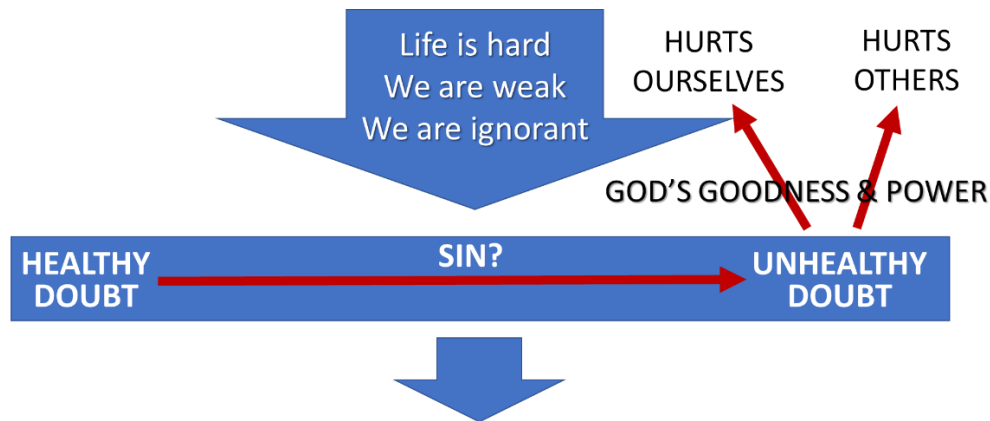 Life is hard
We are weak
We are ignorant
HURTS
OURSELVES
HURTS
OTHERS
GOD'S GOODNESS & POWER
HEALTHY
DOUBT
SIN?
UNHEALTHY
DOUBT